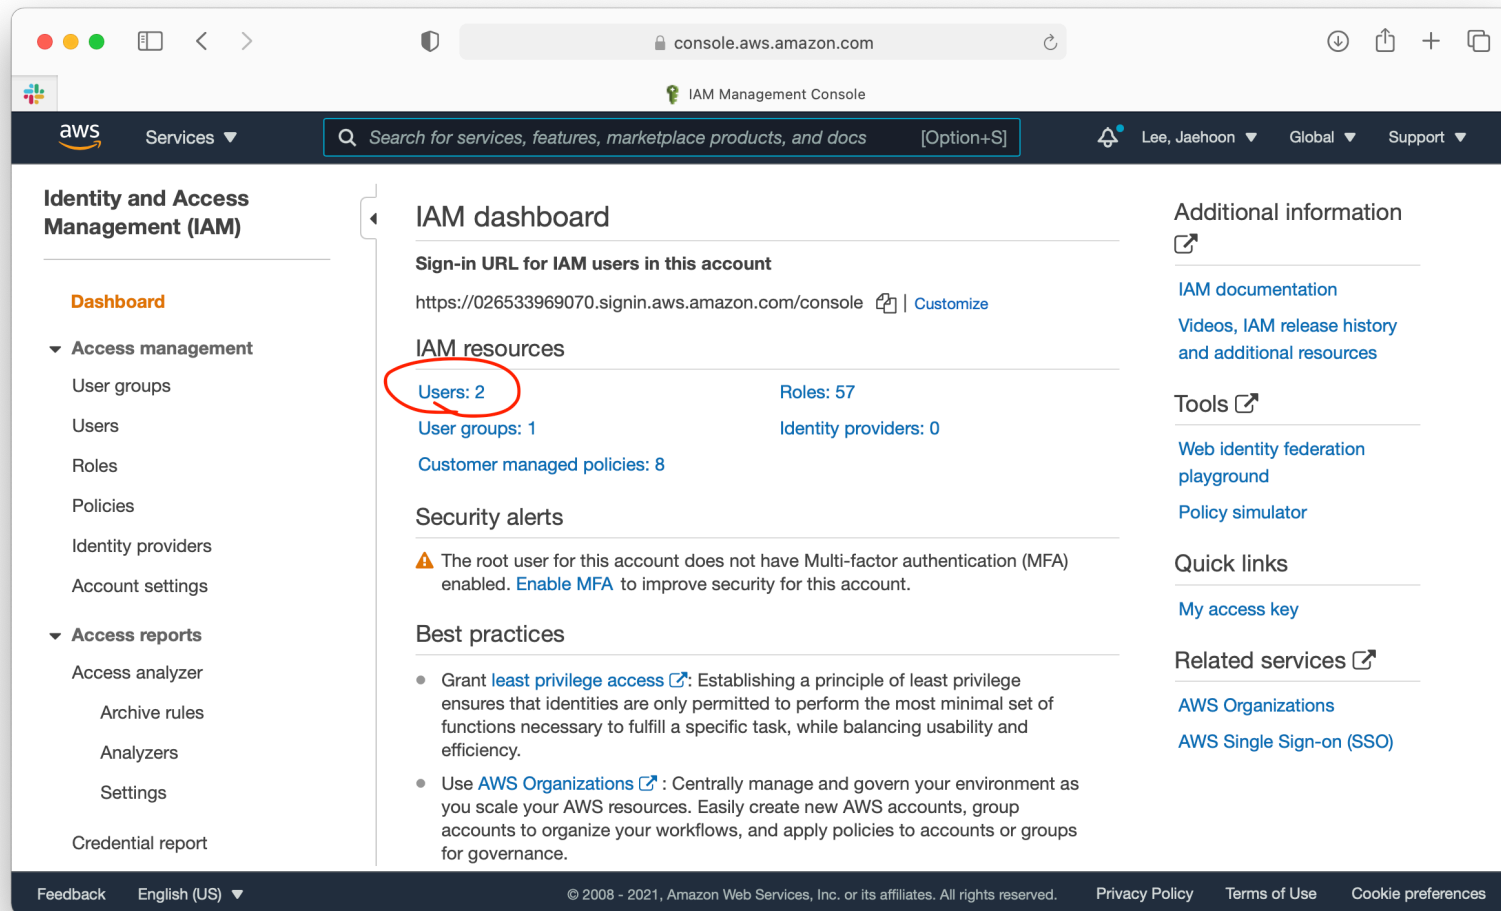 console.aws.amazon.com
IAM Management Console
aws
Services
Search for services, features, marketplace products, and docs
[Option+S]
Lee, Jaehoon
Global
Support
Identity and Access
Management (IAM)
Dashboard
Access management
User groups
Users
Roles
Policies
Identity providers
Account settings
Access reports
Access analyzer
Archive rules
Analyzers
Settings
Credential report
IAM dashboard
Sign-in URL for IAM users in this account
https://026533969070.signin.aws.amazon.com/console | Customize
IAM resources
Users: 2
Roles: 57
User groups: 1
Identity providers: 0
Customer managed policies: 8
Security alerts
The root user for this account does not have Multi-factor authentication (MFA)
enabled. Enable MFA to improve security for this account.
Best practices
Grant least privilege access : Establishing a principle of least privilege
ensures that identities are only permitted to perform the most minimal set of
functions necessary to fulfill a specific task, while balancing usability and
efficiency.
Use AWS Organizations : Centrally manage and govern your environment as
you scale your AWS resources. Easily create new AWS accounts, group
accounts to organize your workflows, and apply policies to accounts or groups
for governance.
Additional information
IAM documentation
Videos, IAM release history
and additional resources
Tools
Web identity federation
playground
Policy simulator
Quick links
My access key
Related services
AWS Organizations
AWS Single Sign-on (SSO)
Feedback
English (US)
© 2008 - 2021, Amazon Web Services, Inc. or its affiliates. All rights reserved.
Privacy Policy
Terms of Use
Cookie preferences